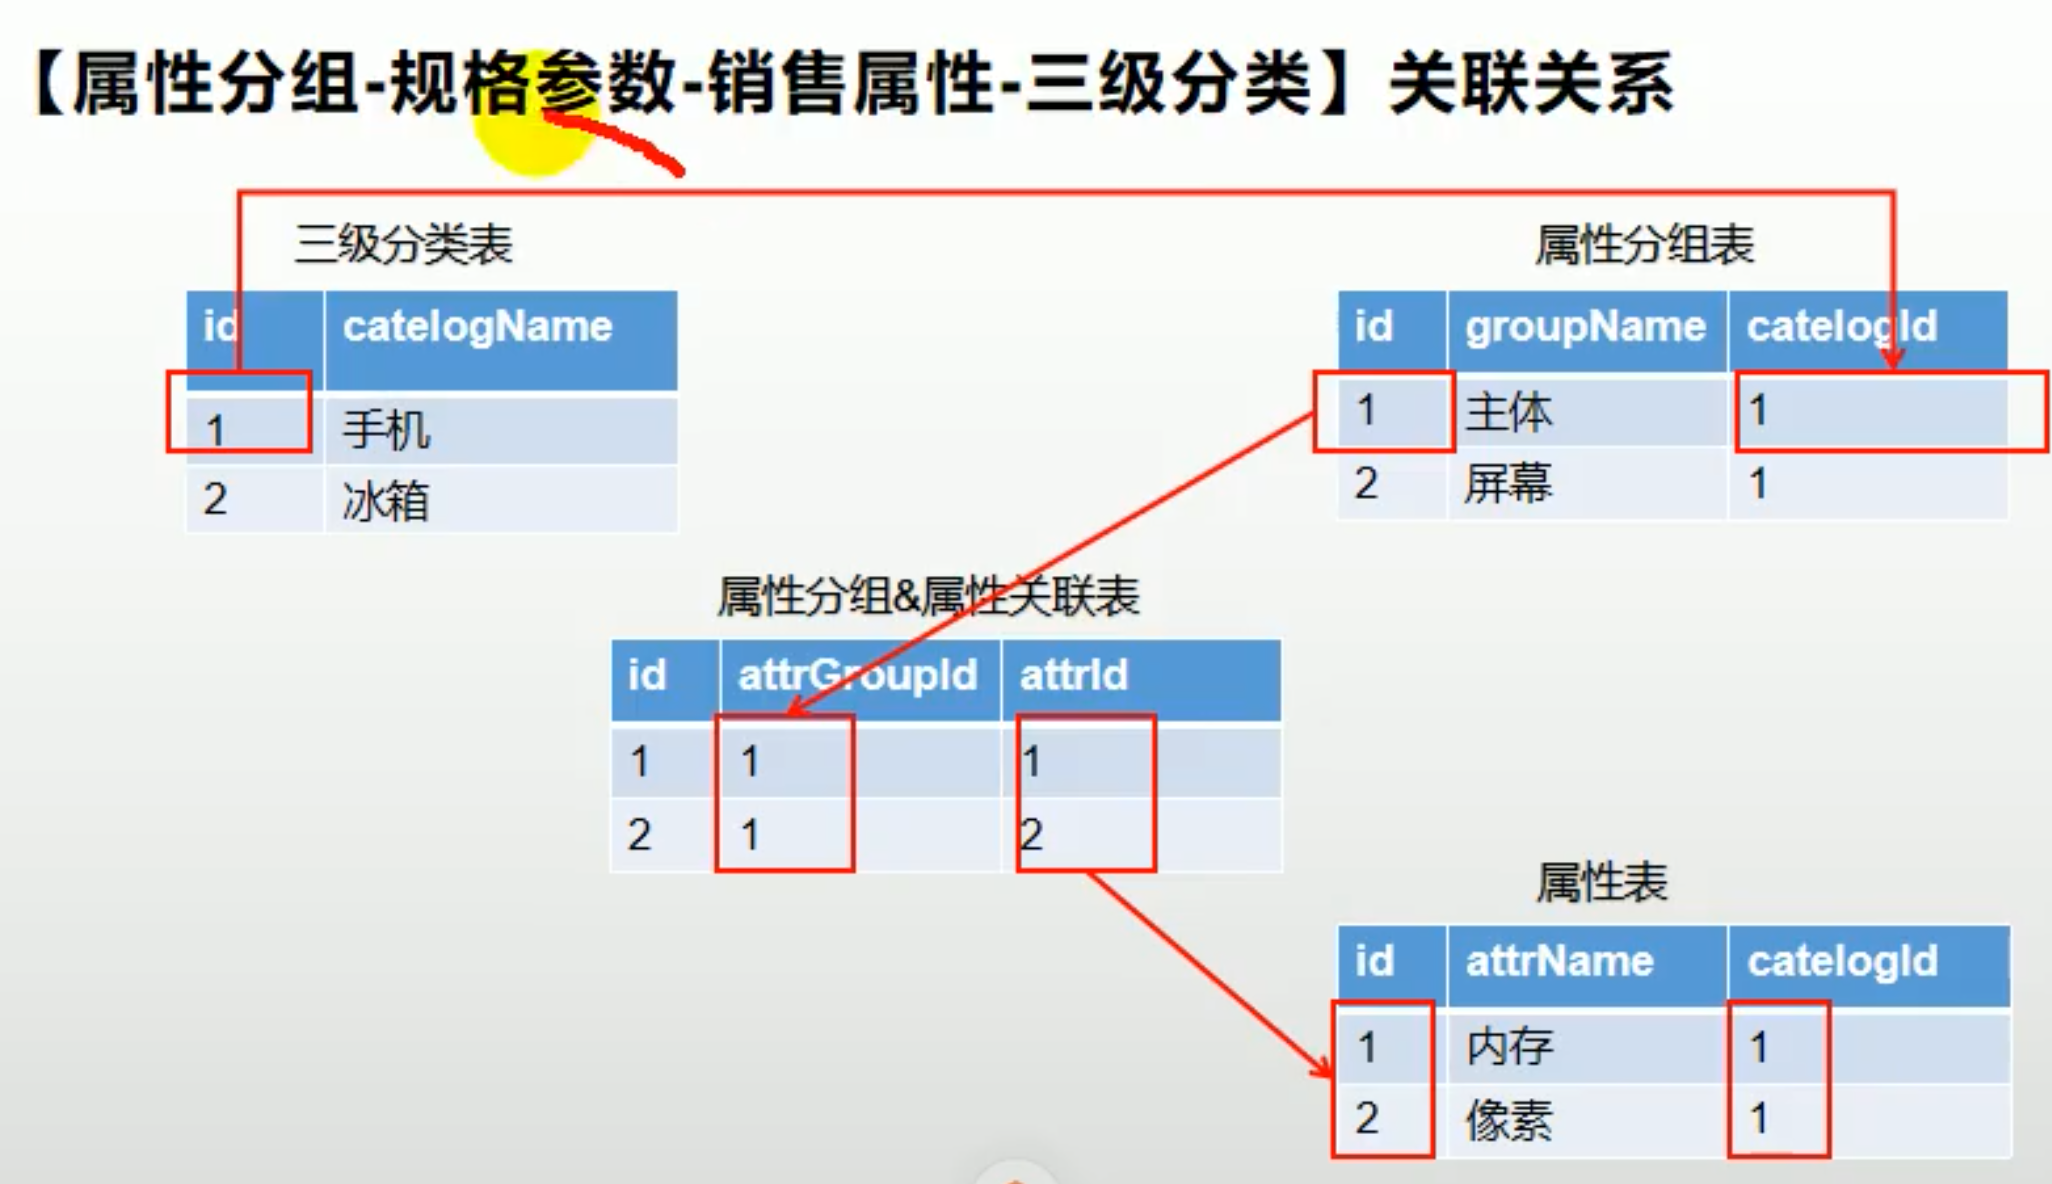 【属性分组-规格参数-销售属性-三级分类】关联关系
三级分类表
id catelogName
1 手机
2 冰箱
属性分组表
id groupName catelogId
1 主体 1
2 屏幕 1
属性分组&属性关联表
id attrGroupId attrId
1 1 1
2 1 2
属性表
id attrName catelogId
1 内存 1
2 像素 1